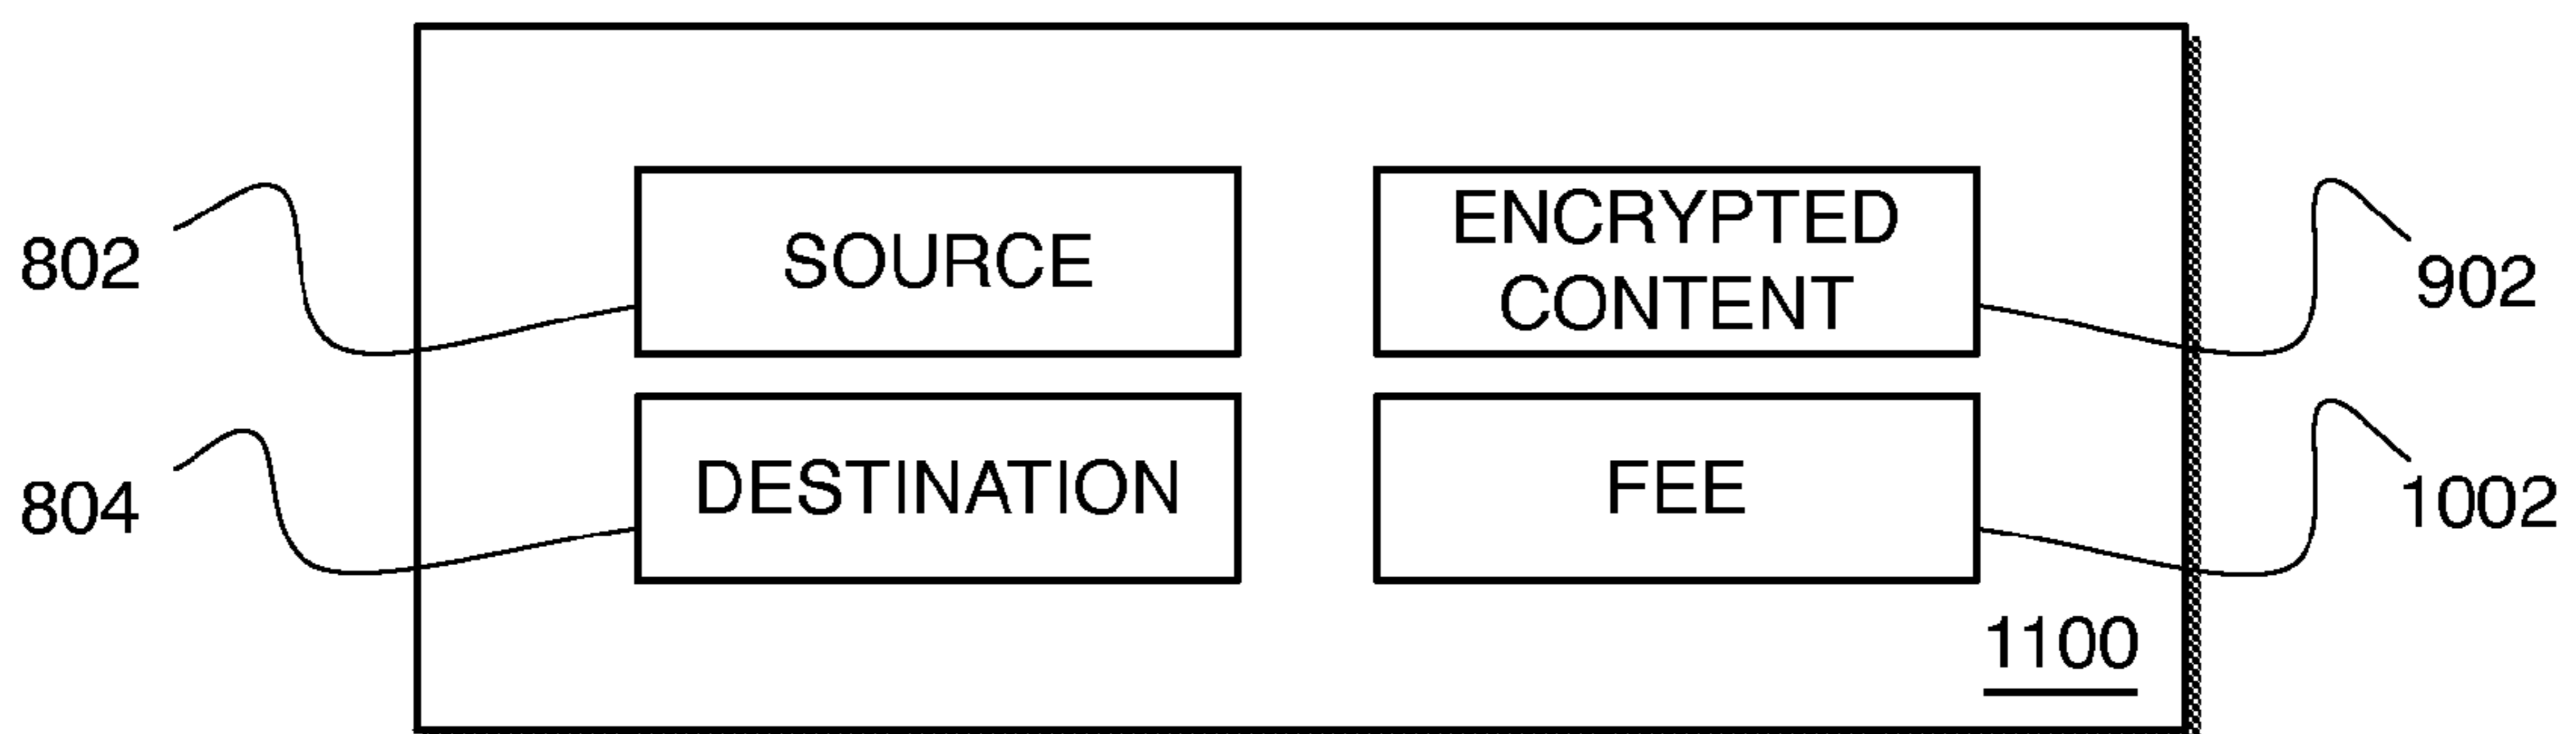 802
SOURCE
ENCRYPTED
CONTENT
902
804
DESTINATION
FEE
1002
1100